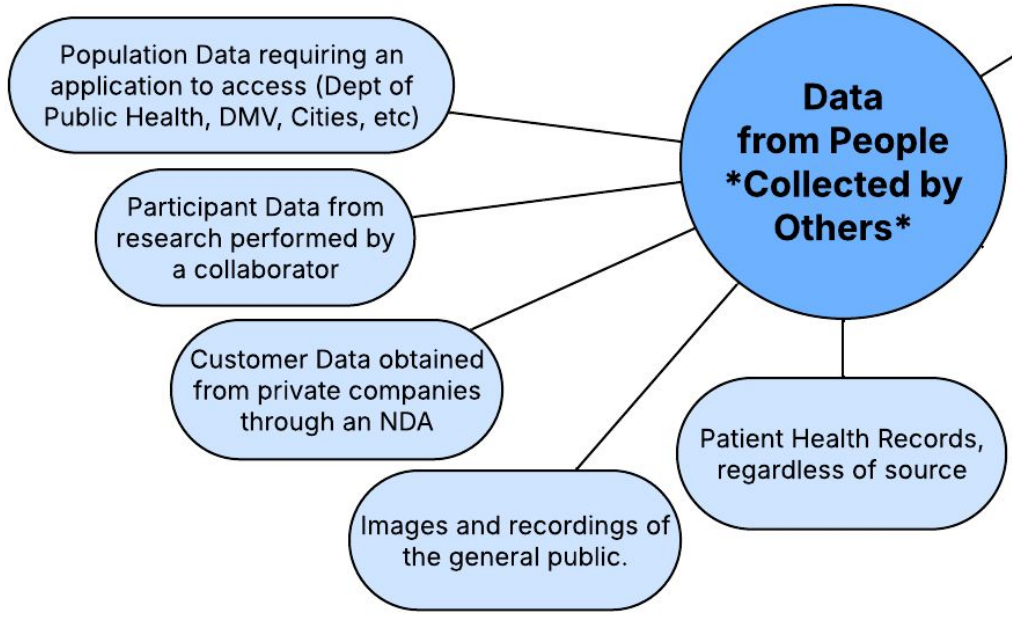 Population Data requiring an
application to access (Dept of
Public Health, DMV, Cities, etc)
Data
from People
*Collected by
Others*
Participant Data from
research performed by
a collaborator
Customer Data obtained
from private companies
through an NDA
Patient Health Records,
regardless of source
Images and recordings of
the general public.